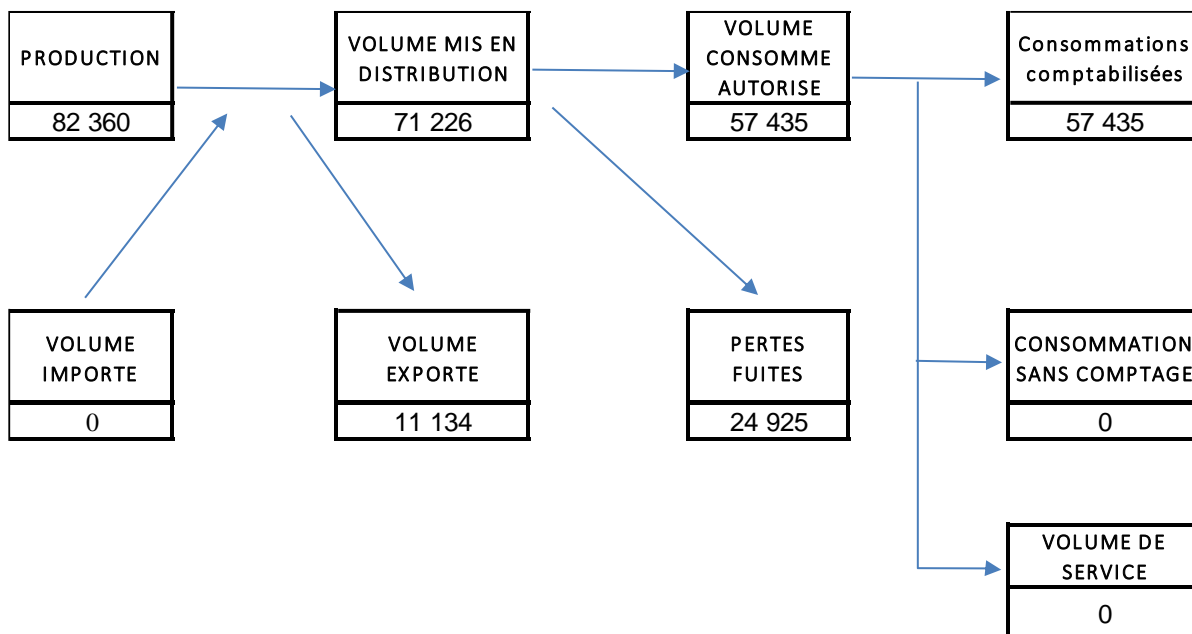 PRODUCTION
82 360
VOLUME MIS EN
DISTRIBUTION
71 226
VOLUME
CONSOMME
AUTORISE
57 435
Consommations
comptabilisées
57 435
VOLUME
IMPORTE
0
VOLUME
EXPORTE
11 134
PERTES
FUITES
24 925
CONSOMMATION
SANS COMPTAGE
0
VOLUME DE
SERVICE
0